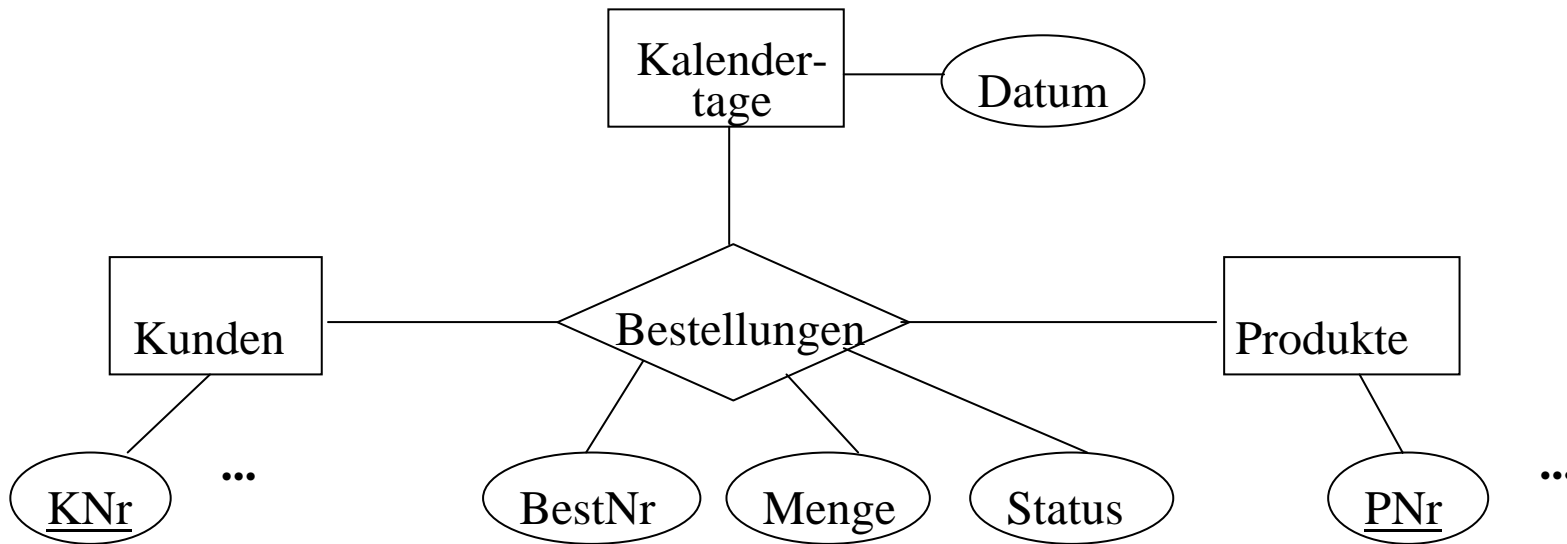 Kalender-
tage
Datum
Kunden
Bestellungen
Produkte
KNr
...
BestNr
Menge
Status
PNr
...